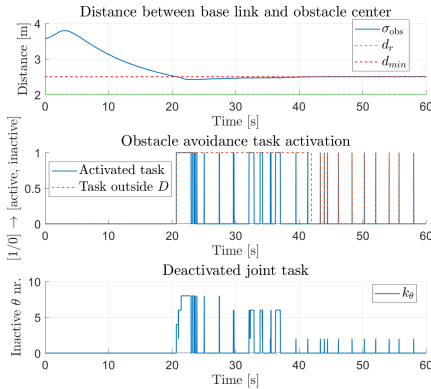 Distance between base link and obstacle center
Distance [m]
4
3
2
σobs
dr
dmin
0 10 20 30 40 50 60
Time [s]
Obstacle avoidance task activation
[1/0] → [active, inactive]
1
0.5
0
Activated task
Task outside D
0 10 20 30 40 50 60
Time [s]
Deactivated joint task
Inactive θ nr.
10
5
0
kθ
0 10 20 30 40 50 60
Time [s]